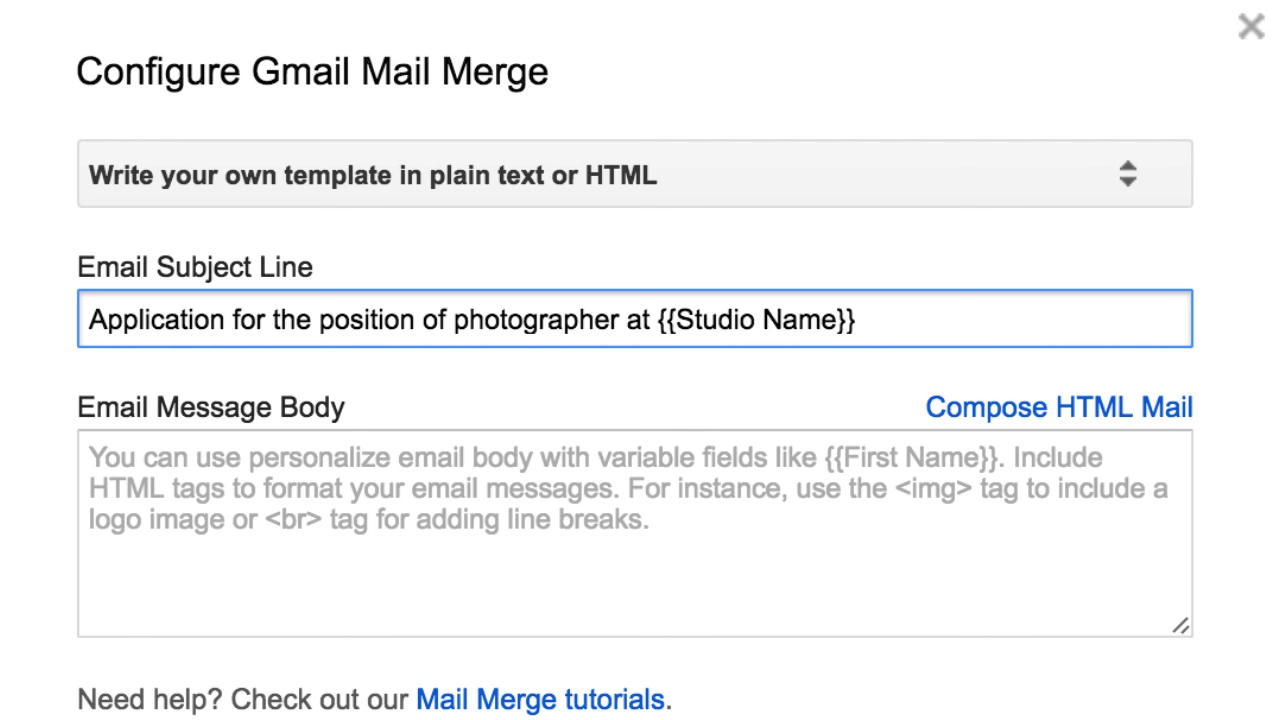 Configure Gmail Mail Merge
Write your own template in plain text or HTML
Email Subject Line
Application for the position of photographer at {{Studio Name}}
Email Message Body
Compose HTML Mail
You can use personalize email body with variable fields like {{First Name}}. Include
HTML tags to format your email messages. For instance, use the <img> tag to include a
logo image or <br> tag for adding line breaks.
Need help? Check out our Mail Merge tutorials.